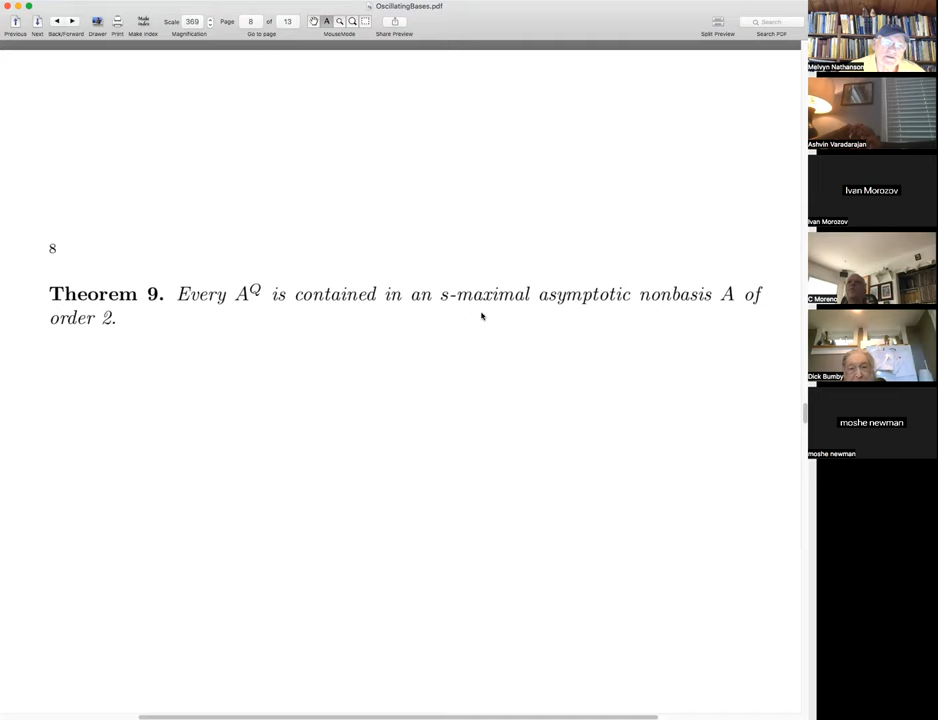 OscillatingBases.pdf
Previous Next Back/Forward Drawer Print Make Index Scale 369 Magnification Page 8 of 13 Go to page MouseMode Share Preview Split Preview Search Search PDF
8
Theorem 9. Every A^Q is contained in an s-maximal asymptotic nonbasis A of
order 2.
Melvyn Nathanson
Ashvin Varadarajan
Ivan Morozov
Ivan Morozov
C Moreno
Dick Bumby
moshe newman
moshe newman